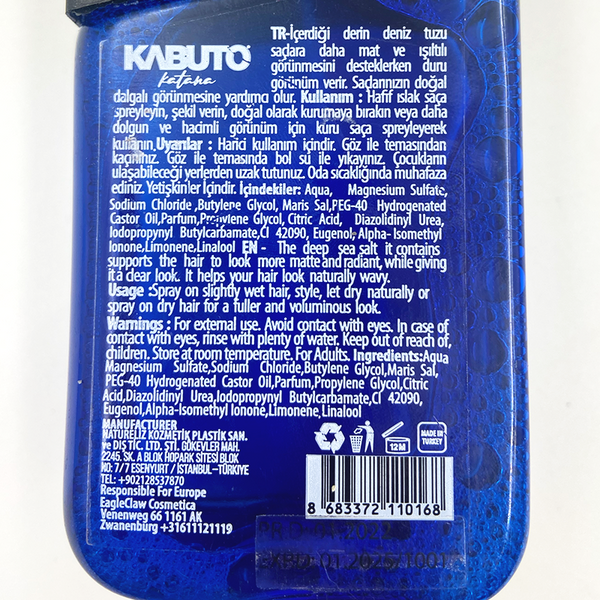 KABUTO
katana
TR-İçerdiği derin deniz tuzu
saçlara daha mat ve ışıltılı
görünmesini desteklerken duru
görünüm verir. Saçlarınızın doğal
dalgalı görünmesine yardımcı olur. Kullanım : Hafif ıslak saça
spreyleyin, şekil verin, doğal olarak kurumaya bırakın veya daha
dolgun ve hacimli görünüm için kuru saça spreyleyerek
kullanın.Uyarılar : Harici kullanım içindir. Göz ile temasından
kaçınınız. Göz ile temasında bol su ile yıkayınız. Çocukların
ulaşabileceği yerlerden uzak tutunuz. Oda sıcaklığında muhafaza
ediniz. Yetişkinler İçindir. İçindekiler: Aqua, Magnesium Sulfate,
Sodium Chloride ,Butylene Glycol, Maris Sal,PEG-40 Hydrogenated
Castor Oil,Parfum,Propylene Glycol, Citric Acid, Diazolidinyl Urea,
Iodopropynyl Butylcarbamate,CI 42090, Eugenol,Alpha-Isomethyl
Ionone,Limonene,Linalool EN - The deep sea salt it contains
supports the hair to look more matte and radiant, while giving
it a clear look. It helps your hair look naturally wavy.
Usage :Spray on slightly wet hair, style, let dry naturally or
spray on dry hair for a fuller and voluminous look.
Warnings : For external use. Avoid contact with eyes. In case of
contact with eyes, rinse with plenty of water. Keep out of reach of,
children. Store at room temperature. For Adults. Ingredients:Aqua
Magnesium Sulfate,Sodium Chloride,Butylene Glycol,Maris Sal,
PEG-40 Hydrogenated Castor Oil,Parfum,Propylene Glycol,Citric
Acid,Diazolidinyl Urea,Iodopropynyl Butylcarbamate,CI 42090,
Eugenol,Alpha-Isomethyl Ionone,Limonene,Linalool
MANUFACTURER
NATURELİZ KOZMETİK PLASTİK SAN.
ve DIŞ TİC. LTD. ŞTİ. GÖKEVLER MAH.
2245. SK. A BLOK HOPARK SİTESİ BLOK
NO: 7/7 ESENYURT / İSTANBUL-TÜRKİYE
TEL: +902128537870
Responsible For Europe
EagleClaw Cosmetica
Venenweg 66 1161 AK
Zwanenburg +31611121119
12M
MADE IN
TURKEY
8 683372 110168